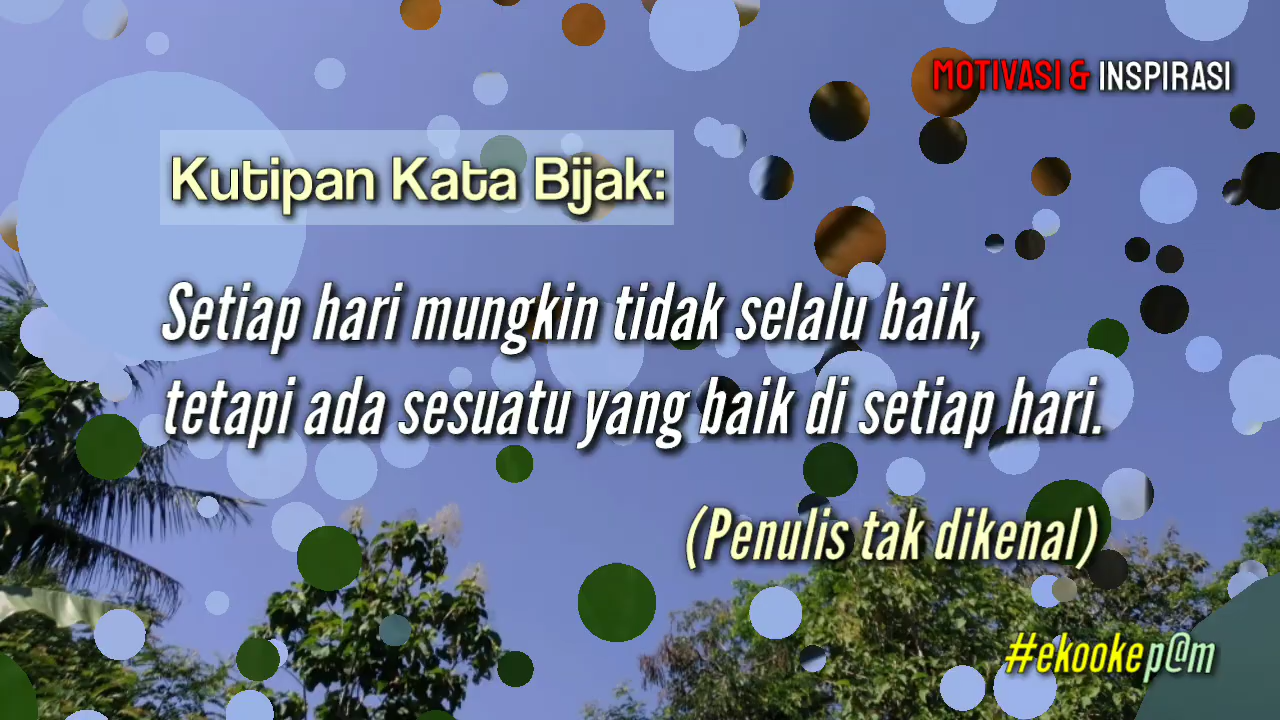 MOTIVASI & INSPIRASI
Kutipan Kata Bijak:
Setiap hari mungkin tidak selalu baik,
tetapi ada sesuatu yang baik di setiap hari.
(Penulis tak dikenal)
#ekookep@m